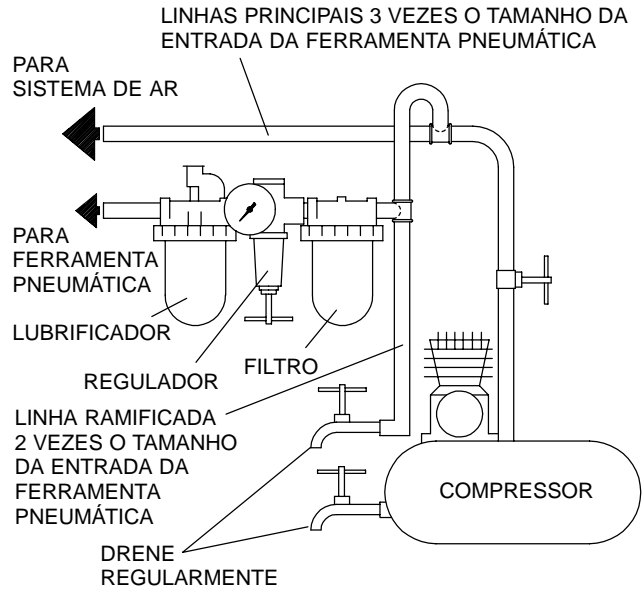 LINHAS PRINCIPAIS 3 VEZES O TAMANHO DA
ENTRADA DA FERRAMENTA PNEUMÁTICA
PARA
SISTEMA DE AR
PARA
FERRAMENTA
PNEUMÁTICA
LUBRIFICADOR
REGULADOR
FILTRO
LINHA RAMIFICADA
2 VEZES O TAMANHO
DA ENTRADA DA
FERRAMENTA
PNEUMÁTICA
COMPRESSOR
DRENE
REGULARMENTE